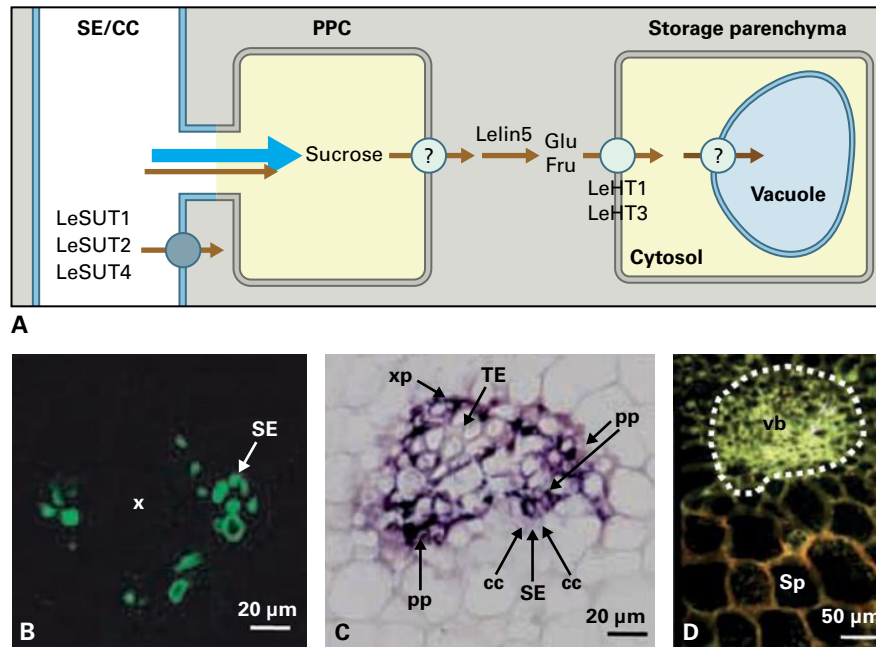 SE/CC
PPC
Storage parenchyma
Sucrose
?
Lelin5
Glu
Fru
?
LeHT1
LeHT3
Vacuole
LeSUT1
LeSUT2
LeSUT4
Cytosol
A
SE
x
20 µm
B
xp
TE
pp
cc
cc
pp
SE
20 µm
C
vb
Sp
50 µm
D